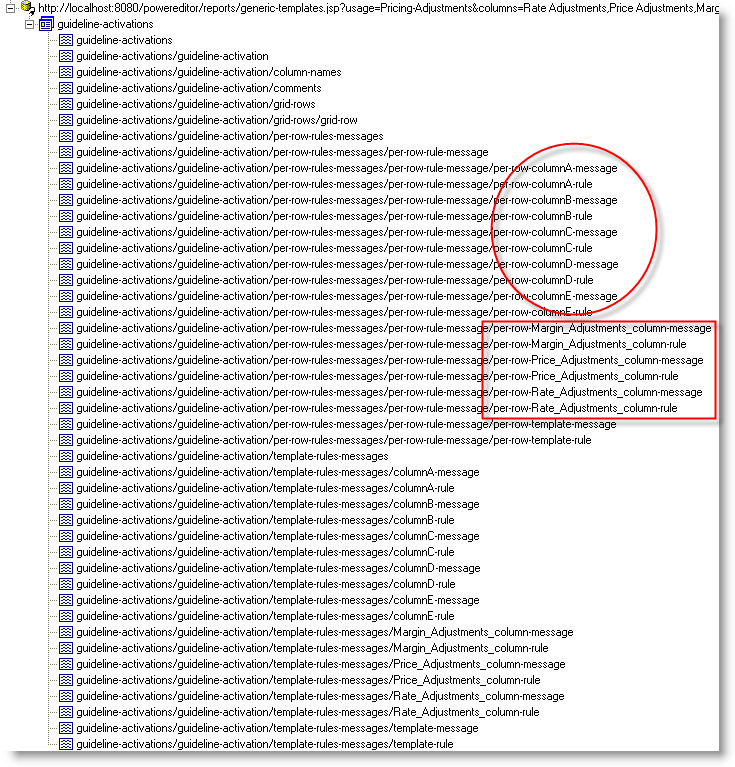 http://localhost:8080/powereditor/reports/generic-templates.jsp?usage=Pricing-Adjustments&columns=Rate Adjustments,Price Adjustments,Mar
guideline-activations
guideline-activations
guideline-activations/guideline-activation
guideline-activations/guideline-activation/column-names
guideline-activations/guideline-activation/comments
guideline-activations/guideline-activation/grid-rows
guideline-activations/guideline-activation/grid-rows/grid-row
guideline-activations/guideline-activation/per-row-rules-messages
guideline-activations/guideline-activation/per-row-rules-messages/per-row-rule-message
guideline-activations/guideline-activation/per-row-rules-messages/per-row-rule-message/per-row-columnA-message
guideline-activations/guideline-activation/per-row-rules-messages/per-row-rule-message/per-row-columnA-rule
guideline-activations/guideline-activation/per-row-rules-messages/per-row-rule-message/per-row-columnB-message
guideline-activations/guideline-activation/per-row-rules-messages/per-row-rule-message/per-row-columnB-rule
guideline-activations/guideline-activation/per-row-rules-messages/per-row-rule-message/per-row-columnC-message
guideline-activations/guideline-activation/per-row-rules-messages/per-row-rule-message/per-row-columnC-rule
guideline-activations/guideline-activation/per-row-rules-messages/per-row-rule-message/per-row-columnD-message
guideline-activations/guideline-activation/per-row-rules-messages/per-row-rule-message/per-row-columnD-rule
guideline-activations/guideline-activation/per-row-rules-messages/per-row-rule-message/per-row-columnE-message
guideline-activations/guideline-activation/per-row-rules-messages/per-row-rule-message/per-row-columnE-rule
guideline-activations/guideline-activation/per-row-rules-messages/per-row-rule-message/per-row-Margin_Adjustments_column-message
guideline-activations/guideline-activation/per-row-rules-messages/per-row-rule-message/per-row-Margin_Adjustments_column-rule
guideline-activations/guideline-activation/per-row-rules-messages/per-row-rule-message/per-row-Price_Adjustments_column-message
guideline-activations/guideline-activation/per-row-rules-messages/per-row-rule-message/per-row-Price_Adjustments_column-rule
guideline-activations/guideline-activation/per-row-rules-messages/per-row-rule-message/per-row-Rate_Adjustments_column-message
guideline-activations/guideline-activation/per-row-rules-messages/per-row-rule-message/per-row-Rate_Adjustments_column-rule
guideline-activations/guideline-activation/per-row-rules-messages/per-row-rule-message/per-row-template-message
guideline-activations/guideline-activation/per-row-rules-messages/per-row-rule-message/per-row-template-rule
guideline-activations/guideline-activation/template-rules-messages
guideline-activations/guideline-activation/template-rules-messages/columnA-message
guideline-activations/guideline-activation/template-rules-messages/columnA-rule
guideline-activations/guideline-activation/template-rules-messages/columnB-message
guideline-activations/guideline-activation/template-rules-messages/columnB-rule
guideline-activations/guideline-activation/template-rules-messages/columnC-message
guideline-activations/guideline-activation/template-rules-messages/columnC-rule
guideline-activations/guideline-activation/template-rules-messages/columnD-message
guideline-activations/guideline-activation/template-rules-messages/columnD-rule
guideline-activations/guideline-activation/template-rules-messages/columnE-message
guideline-activations/guideline-activation/template-rules-messages/columnE-rule
guideline-activations/guideline-activation/template-rules-messages/Margin_Adjustments_column-message
guideline-activations/guideline-activation/template-rules-messages/Margin_Adjustments_column-rule
guideline-activations/guideline-activation/template-rules-messages/Price_Adjustments_column-message
guideline-activations/guideline-activation/template-rules-messages/Price_Adjustments_column-rule
guideline-activations/guideline-activation/template-rules-messages/Rate_Adjustments_column-message
guideline-activations/guideline-activation/template-rules-messages/Rate_Adjustments_column-rule
guideline-activations/guideline-activation/template-rules-messages/template-message
guideline-activations/guideline-activation/template-rules-messages/template-rule